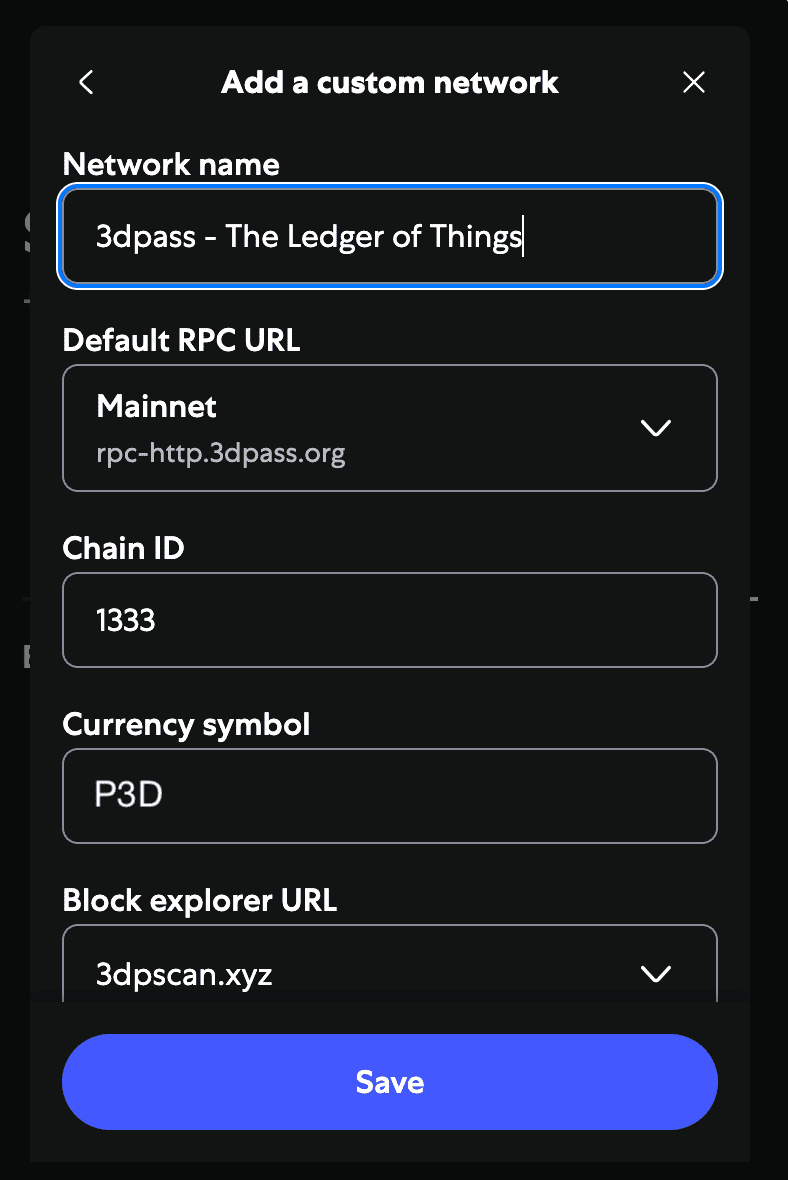 Add a custom network
Network name
3dpass - The Ledger of Things
Default RPC URL
Mainnet
rpc-http.3dpass.org
Chain ID
1333
Currency symbol
P3D
Block explorer URL
3dpscan.xyz
Save